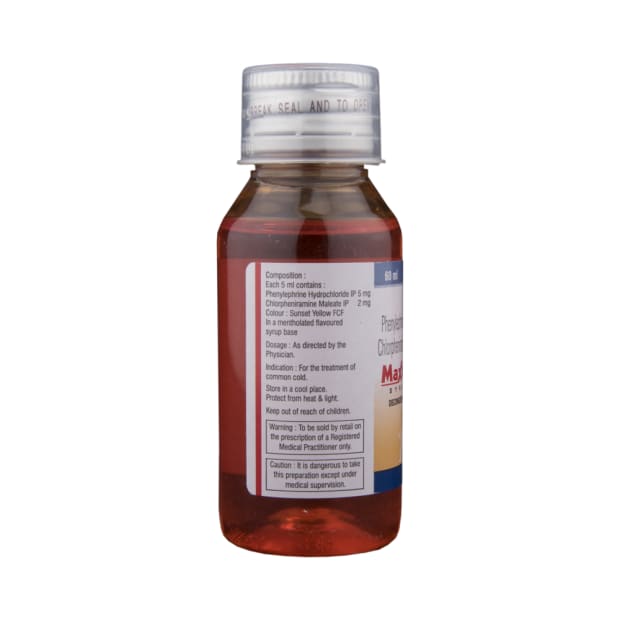 BREAK SEAL AND TO OPEN
Composition :
Each 5 ml contains :
Phenylephrine Hydrochloride IP 5 mg
Chlorpheniramine Maleate IP 2 mg
Colour : Sunset Yellow FCF
In a mentholated flavoured
syrup base
Dosage : As directed by the
Physician.
Indication : For the treatment of
common cold.
Store in a cool place.
Protect from heat & light.
Keep out of reach of children.
Warning : To be sold by retail on
the prescription of a Registered
Medical Practitioner only.
Caution : It is dangerous to take
this preparation except under
medical supervision.
60 ml
Phenyleph
Chlorpheni
Max